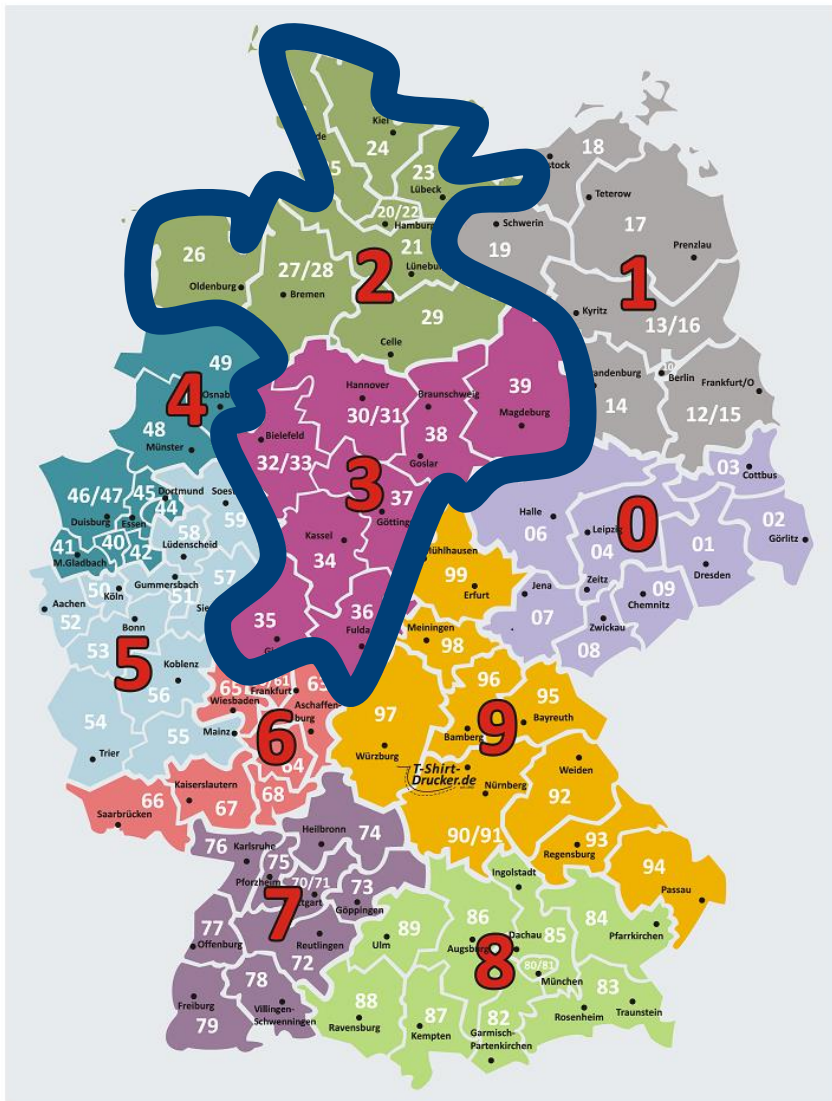 Kiel
24
23
Lübeck
20/22
Hamburg
18
Teterow
17
Prenzlau
Schwerin
19
1
26
Oldenburg
27/28
Bremen
2
21
29
Celle
Kyritz
13/16
Berlin
Frankfurt/O
12/15
14
49
4
48
Münster
Hannover
30/31
Braunschweig
38
Goslar
39
Magdeburg
Bielefeld
32/33
3
37
Kassel
34
36
Fulda
35
46/47
45
Dortmund
44
Duisburg
Essen
41
40
42
M.Gladbach
Soest
59
58
Lüdenscheid
57
Gummersbach
51
Köln
Aachen
52
Bonn
53
5
Koblenz
56
54
Trier
55
Mainz
03
Cottbus
Halle
06
0
Leipzig
04
01
02
Görlitz
Dresden
Zeitz
09
Chemnitz
Jena
07
Zwickau
08
99
Erfurt
Meiningen
98
96
95
Bayreuth
Bamberg
9
97
Würzburg
T-Shirt-
Drucker.de
Nürnberg
90/91
Weiden
92
93
Regensburg
94
Passau
65
Wiesbaden
Frankfurt
Aschaffen-
burg
6
64
68
Kaiserslautern
67
66
Saarbrücken
Heilbronn
74
76
Karlsruhe
75
Pforzheim
70/71
73
Göppingen
7
77
Offenburg
Reutlingen
72
78
Villingen-
Schwenningen
Freiburg
79
Ingolstadt
89
Ulm
86
Augsburg
8
Dachau
85
80/81
München
84
Pfarrkirchen
83
Rosenheim
Traunstein
88
Ravensburg
87
Kempten
82
Garmisch-
Partenkirchen